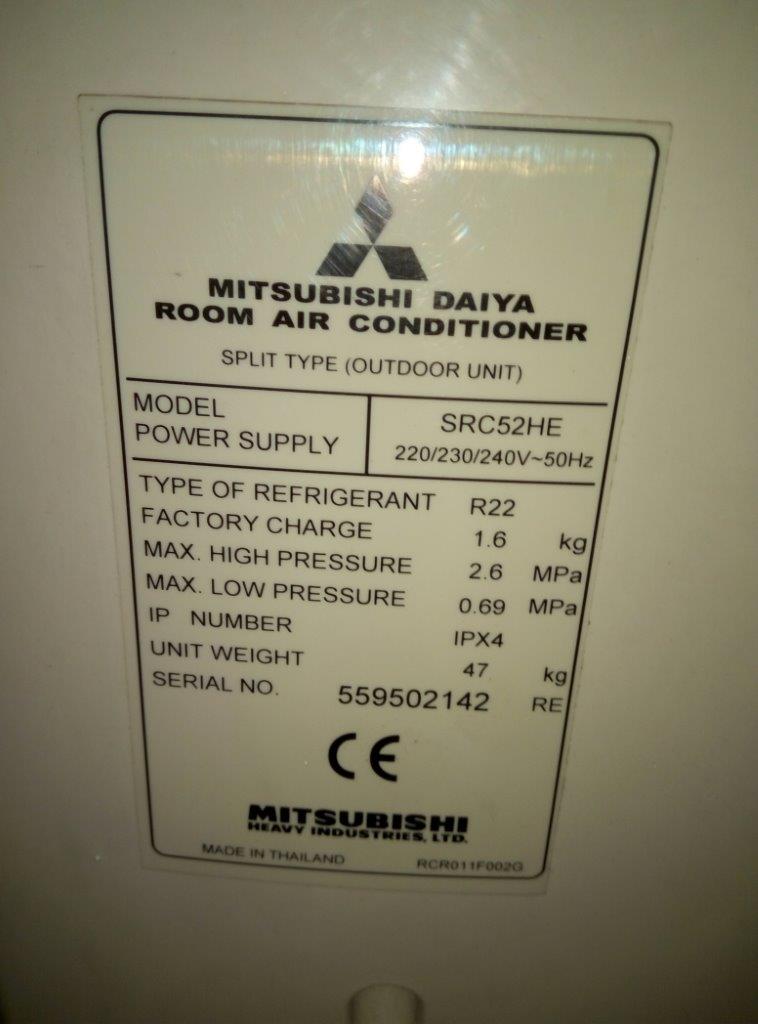 MITSUBISHI DAIYA
ROOM AIR CONDITIONER
SPLIT TYPE (OUTDOOR UNIT)
MODEL SRC52HE
POWER SUPPLY 220/230/240V~50Hz
TYPE OF REFRIGERANT R22
FACTORY CHARGE 1.6 kg
MAX. HIGH PRESSURE 2.6 MPa
MAX. LOW PRESSURE 0.69 MPa
IP NUMBER IPX4
UNIT WEIGHT 47 kg
SERIAL NO. 559502142 RE
CE
MITSUBISHI
HEAVY INDUSTRIES, LTD.
MADE IN THAILAND RCR011F002G